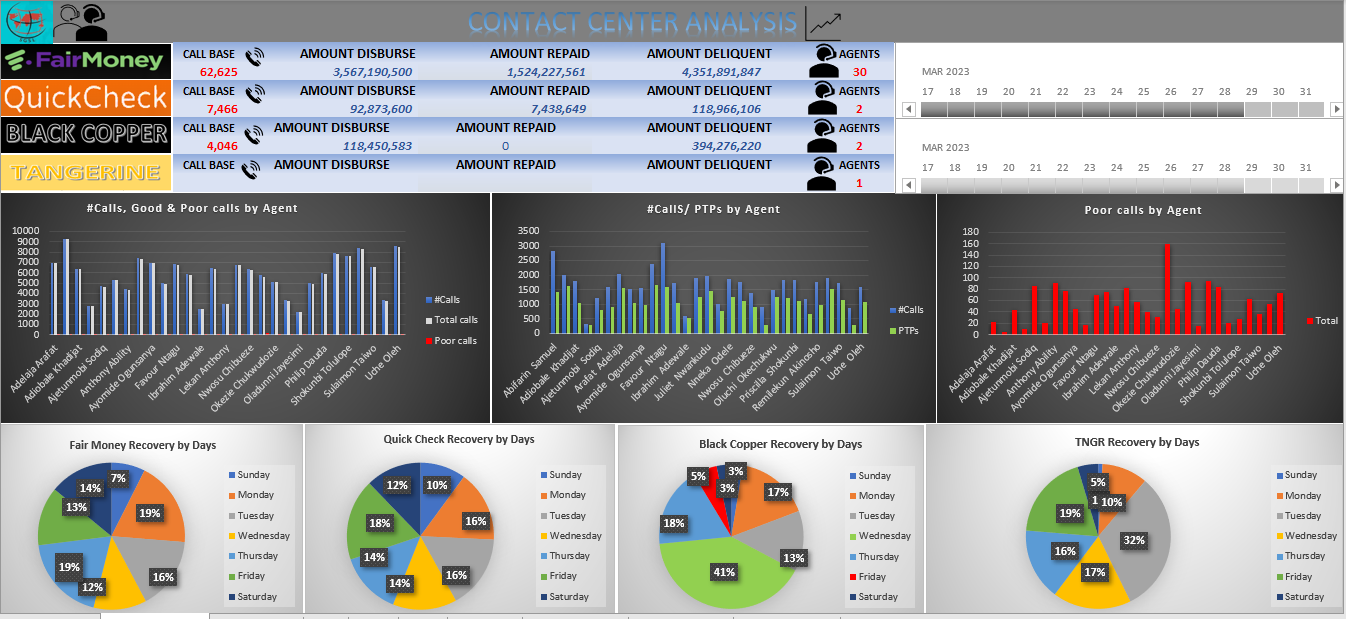 CONTACT CENTER ANALYSIS
FairMoney
CALL BASE AMOUNT DISBURSE AMOUNT REPAID AMOUNT DELIQUENT AGENTS
62,625 3,567,190,500 1,524,227,561 4,351,891,847 30
QuickCheck
CALL BASE AMOUNT DISBURSE AMOUNT REPAID AMOUNT DELIQUENT AGENTS
7,466 92,873,600 7,438,649 118,966,106 2
BLACK COPPER
CALL BASE AMOUNT DISBURSE AMOUNT REPAID AMOUNT DELIQUENT AGENTS
4,046 118,450,583 0 394,276,220 2
TANGERINE
CALL BASE AMOUNT DISBURSE AMOUNT REPAID AMOUNT DELIQUENT AGENTS
1
MAR 2023
17 18 19 20 21 22 23 24 25 26 27 28 29 30 31
MAR 2023
17 18 19 20 21 22 23 24 25 26 27 28 29 30 31
#Calls, Good & Poor calls by Agent
10000
9000
8000
7000
6000
5000
4000
3000
2000
1000
0
Adelaja Arafat
Adiobale Khadijat
Ajetunmobi Sodiq
Anthony Ability
Ayomide Ogunsanya
Favour Ntagu
Ibrahim Adewale
Lekan Anthony
Nwosu Chibueze
Okezie Chukwudozie
Oladunni Jayesimi
Philip Dauda
Shokunbi Tolulope
Sulaimon Taiwo
Uche Oleh
#Calls
Total calls
Poor calls
#CallS/ PTPs by Agent
3500
3000
2500
2000
1500
1000
500
0
Abifarin Samuel
Adiobale Khadijat
Ajetunmobi Sodiq
Arafat Adelaja
Ayomide Ogunsanya
Favour Ntagu
Ibrahim Adewale
Juliet Nwankudu
Nneka Odele
Nwosu Chibueze
Oluchi Okechukwu
Priscilla Shokunbi
Remilekun Akinosho
Sulaimon Taiwo
Uche Oleh
#Calls
PTPs
Poor calls by Agent
180
160
140
120
100
80
60
40
20
0
Adelaja Arafat
Adiobale Khadijat
Ajetunmobi Sodiq
Anthony Ability
Ayomide Ogunsanya
Favour Ntagu
Ibrahim Adewale
Lekan Anthony
Nwosu Chibueze
Okezie Chukwudozie
Oladunni Jayesimi
Philip Dauda
Shokunbi Tolulope
Sulaimon Taiwo
Uche Oleh
Total
Fair Money Recovery by Days
7%
19%
16%
12%
19%
13%
14%
Sunday
Monday
Tuesday
Wednesday
Thursday
Friday
Saturday
Quick Check Recovery by Days
10%
16%
16%
14%
14%
18%
12%
Sunday
Monday
Tuesday
Wednesday
Thursday
Friday
Saturday
Black Copper Recovery by Days
3%
17%
13%
41%
18%
5%
3%
Sunday
Monday
Tuesday
Wednesday
Thursday
Friday
Saturday
TNGR Recovery by Days
5%
1
10%
32%
17%
16%
19%
Sunday
Monday
Tuesday
Wednesday
Thursday
Friday
Saturday